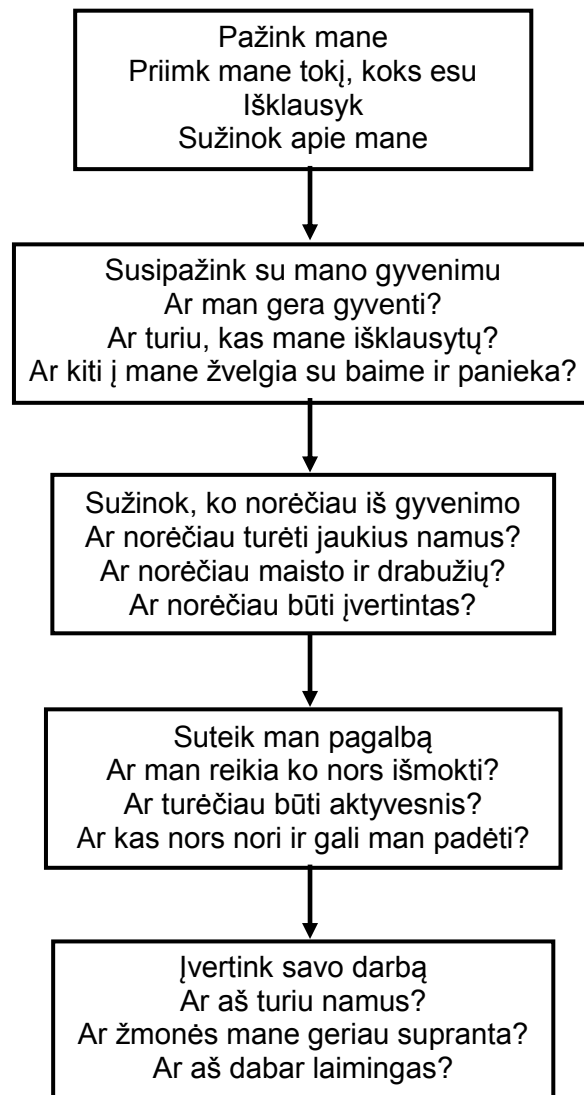 Pažink mane
Priimk mane tokį, koks esu
Išklausyk
Sužinok apie mane
Susipažink su mano gyvenimu
Ar man gera gyventi?
Ar turiu, kas mane išklausytų?
Ar kiti į mane žvelgia su baime ir panieka?
Sužinok, ko norėčiau iš gyvenimo
Ar norėčiau turėti jaukius namus?
Ar norėčiau maisto ir drabužių?
Ar norėčiau būti įvertintas?
Suteik man pagalbą
Ar man reikia ko nors išmokti?
Ar turėčiau būti aktyvesnis?
Ar kas nors nori ir gali man padėti?
Įvertink savo darbą
Ar aš turiu namus?
Ar žmonės mane geriau supranta?
Ar aš dabar laimingas?